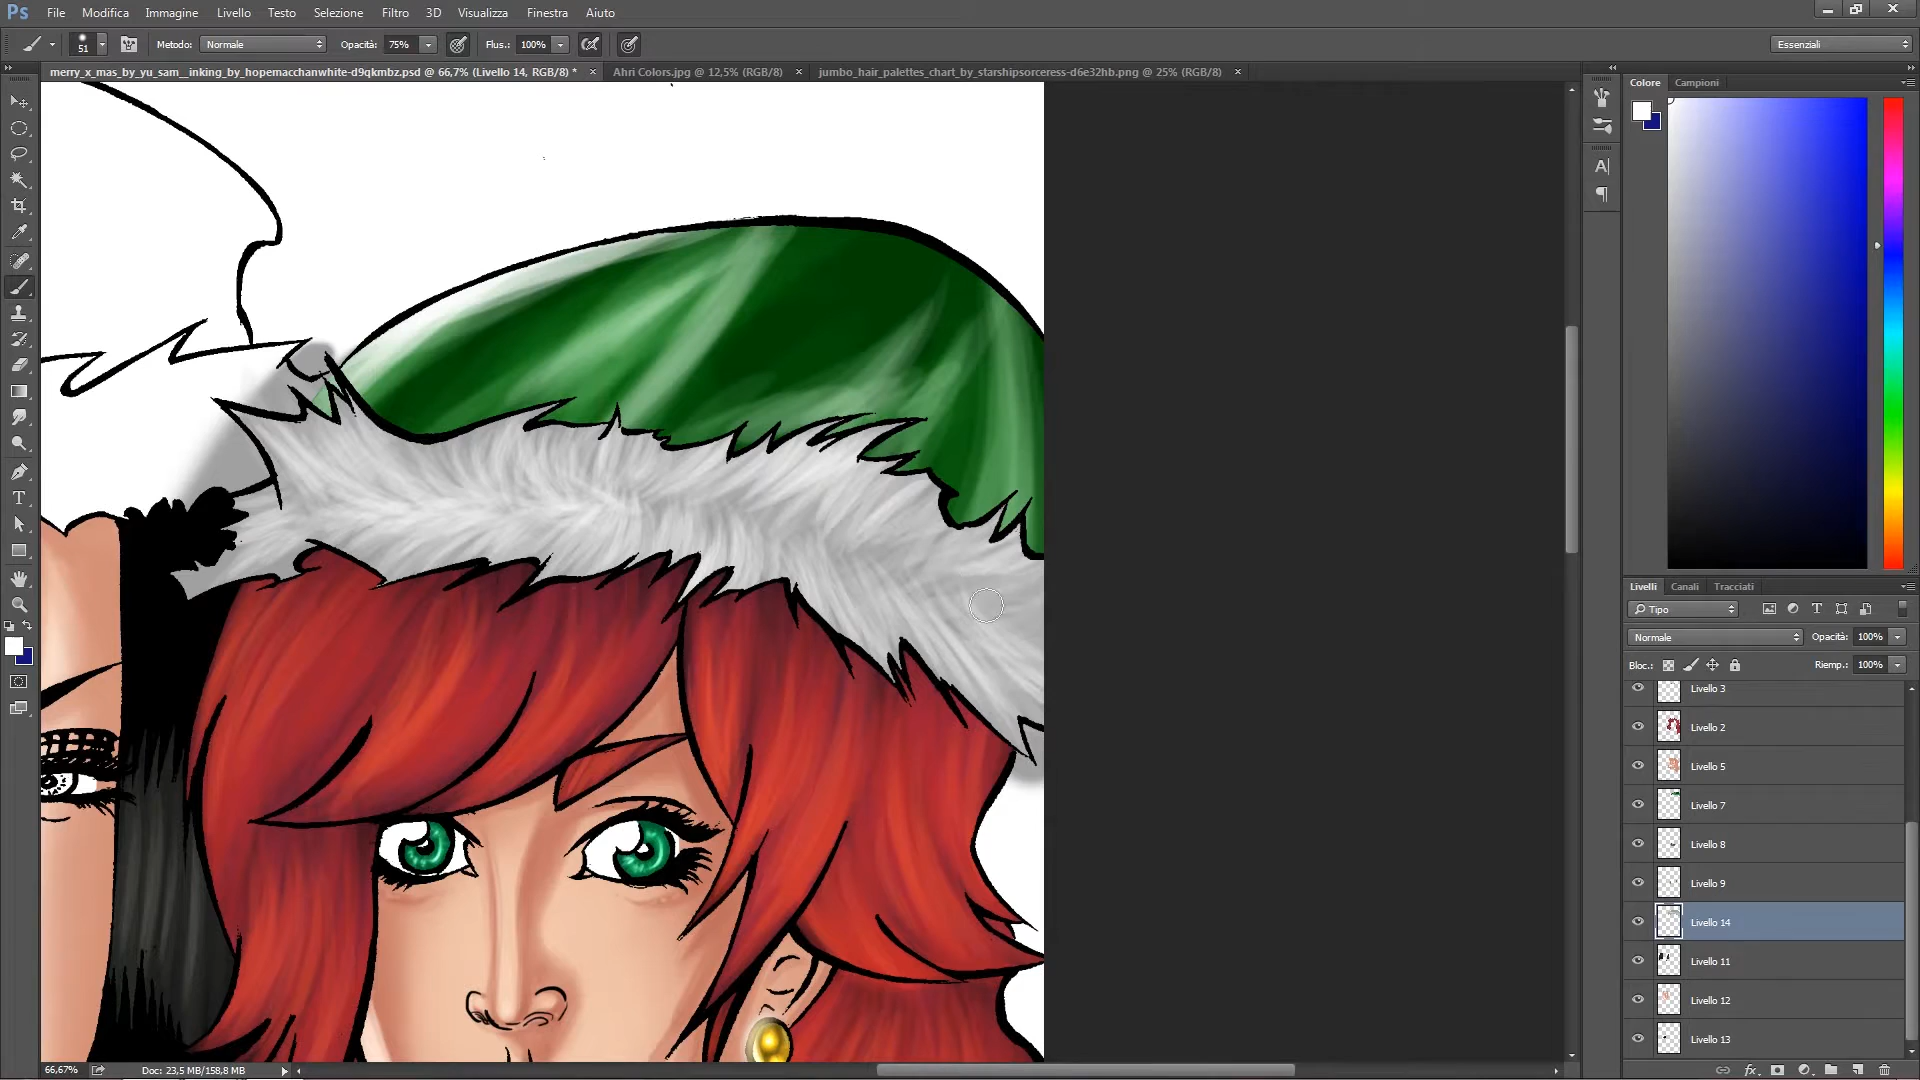 Ps File Modifica Immagine Livello Testo Selezione Filtro 3D Visualizza Finestra Aiuto
51 Metodo: Normale Opacità: 75% Flus.: 100% Essenziali
merry_x_mas_by_yu_sam__inking_by_hopemacchanwhite-d9qkmbz.psd @ 66,7% (Livello 14, RGB/8) * Ahri Colors.jpg @ 12,5% (RGB/8) jumbo_hair_palettes_chart_by_starshipsorceress-d6e32hb.png @ 25% (RGB/8)
Colore Campioni
Livelli Canali Tracciati
Tipo
Normale Opacità: 100%
Bloc.: Riemp.: 100%
Livello 3
Livello 2
Livello 5
Livello 7
Livello 8
Livello 9
Livello 14
Livello 11
Livello 12
Livello 13
66,67% Doc: 23,5 MB/158,8 MB